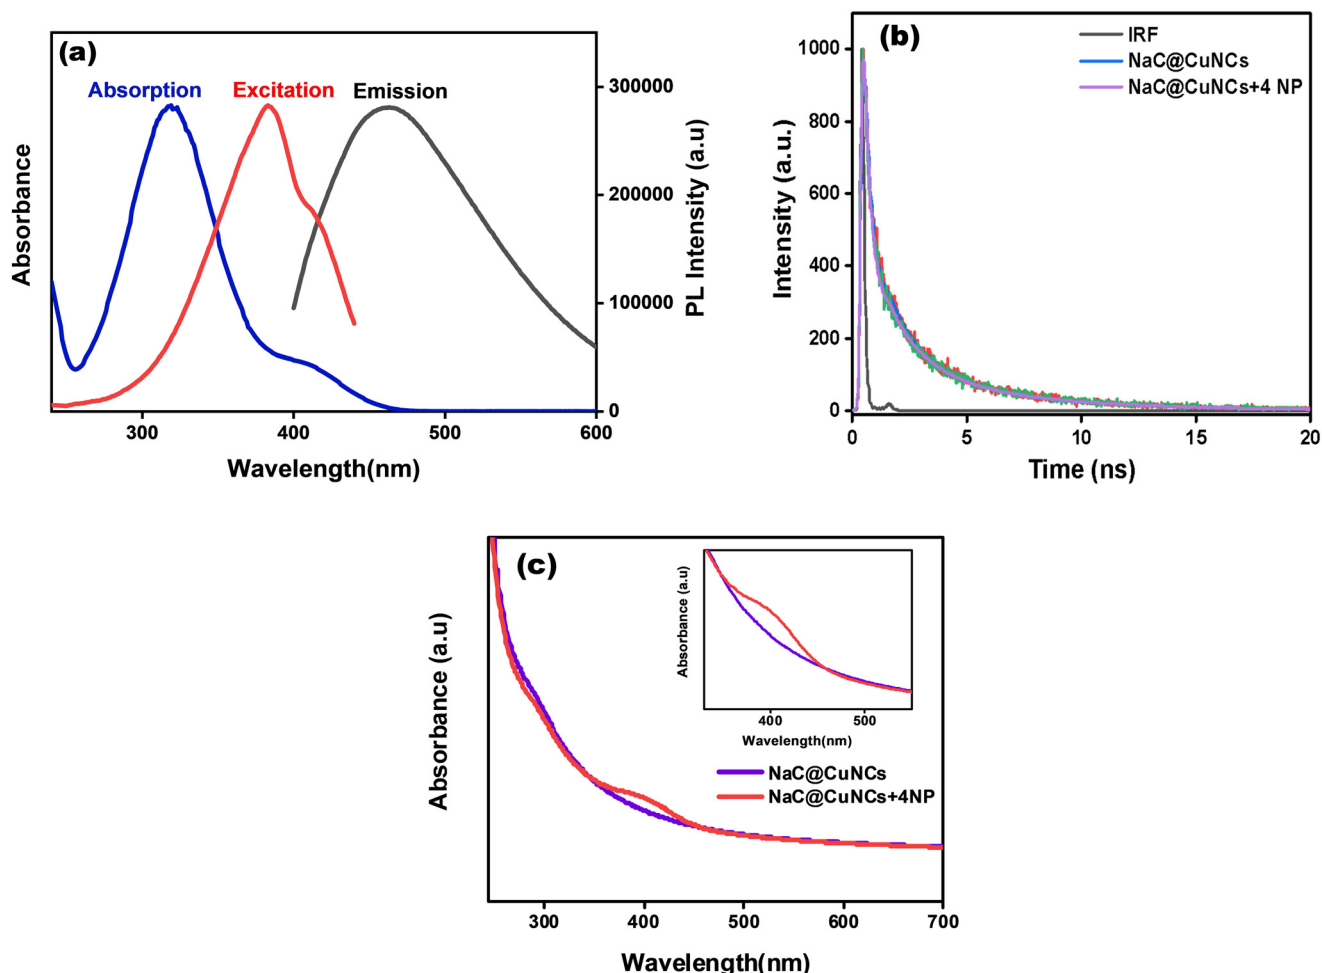 (a)
Absorption Excitation Emission
Absorbance
300000
200000
100000
0
PL Intensity (a.u)
300 400 500 600
Wavelength(nm)
(b)
IRF
NaC@CuNCs
NaC@CuNCs+4 NP
Intensity (a.u.)
1000
800
600
400
200
0
0 5 10 15 20
Time (ns)
(c)
Absorbance (a.u)
Absorbance (a.u)
400 500
Wavelength(nm)
NaC@CuNCs
NaC@CuNCs+4NP
300 400 500 600 700
Wavelength(nm)